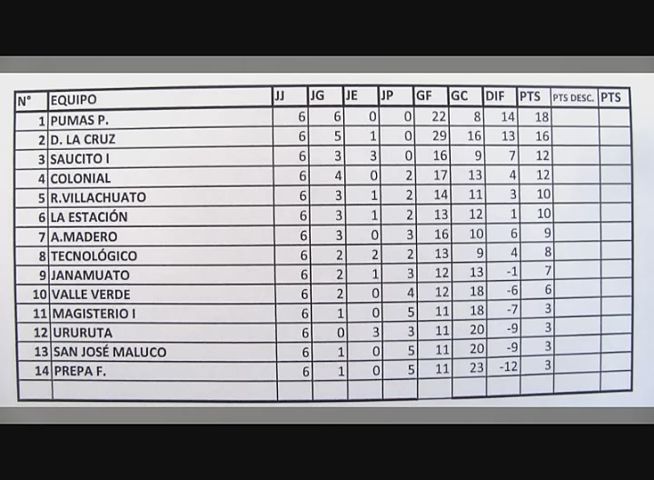 N° EQUIPO JJ JG JE JP GF GC DIF PTS PTS DESC. PTS
1 PUMAS P. 6 6 0 0 22 8 14 18
2 D. LA CRUZ 6 5 1 0 29 16 13 16
3 SAUCITO I 6 3 3 0 16 9 7 12
4 COLONIAL 6 4 0 2 17 13 4 12
5 R.VILLACHUATO 6 3 1 2 14 11 3 10
6 LA ESTACIÓN 6 3 1 2 13 12 1 10
7 A.MADERO 6 3 0 3 16 10 6 9
8 TECNOLÓGICO 6 2 2 2 13 9 4 8
9 JANAMUATO 6 2 1 3 12 13 -1 7
10 VALLE VERDE 6 2 0 4 12 18 -6 6
11 MAGISTERIO I 6 1 0 5 11 18 -7 3
12 URURUTA 6 0 3 3 11 20 -9 3
13 SAN JOSÉ MALUCO 6 1 0 5 11 20 -9 3
14 PREPA F. 6 1 0 5 11 23 -12 3